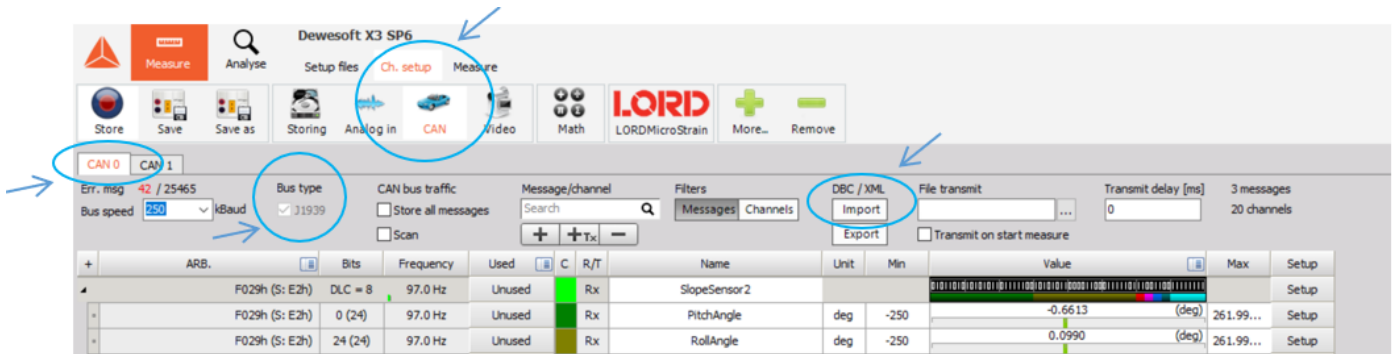 Dewesoft X3 SP6
Measure Analyse Setup files Ch. setup Measure
Store Save Save as Storing Analog in CAN Video Math LORD LORDMicroStrain More... Remove
CAN 0 CAN 1
Err. msg 42 / 25465 Bus type CAN bus traffic Message/channel Filters DBC / XML File transmit Transmit delay [ms] 3 messages
Bus speed 250 kBaud J1939 Store all messages Search Messages Channels Import ... 0 20 channels
Scan + +Tx − Export Transmit on start measure
+ ARB. Bits Frequency Used C R/T Name Unit Min Value Max Setup
F029h (S: E2h) DLC = 8 97.0 Hz Unused Rx SlopeSensor2 Setup
F029h (S: E2h) 0 (24) 97.0 Hz Unused Rx PitchAngle deg -250 -0.6613 (deg) 261.99... Setup
F029h (S: E2h) 24 (24) 97.0 Hz Unused Rx RollAngle deg -250 0.0990 (deg) 261.99... Setup